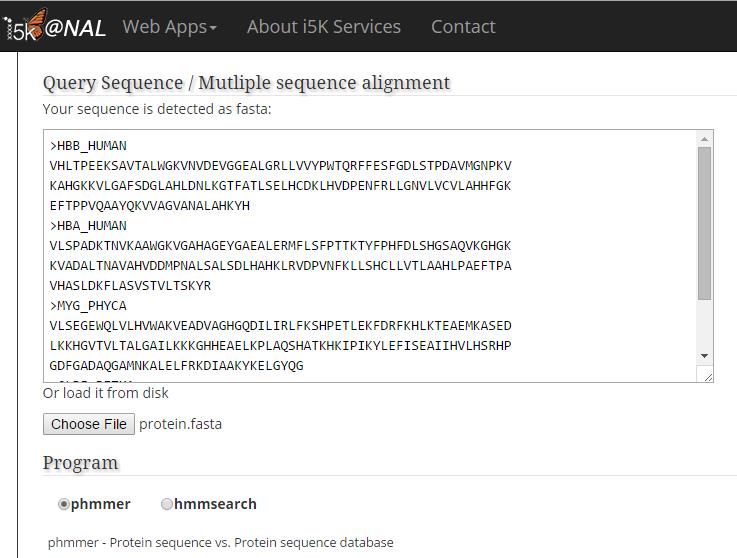 i5k@NAL Web Apps About i5K Services Contact
Query Sequence / Mutliple sequence alignment
Your sequence is detected as fasta:
>HBB_HUMAN
VHLTPEEKSAVTALWGKVNVDEVGGEALGRLLVVYPWTQRFFESFGDLSTPDAVMGNPKV
KAHGKKVLGAFSDGLAHLDNLKGTFATLSELHCDKLHVDPENFRLLGNVLVCVLAHHFGK
EFTPPVQAAYQKVVAGVANALAHKYH
>HBA_HUMAN
VLSPADKTNVKAAWGKVGAHAGEYGAEALERMFLSFPTTKTYFPHFDLSHGSAQVKGHGK
KVADALTNAVAHVDDMPNALSALSDLHAHKLRVDPVNFKLLSHCLLVTLAAHLPAEFTPA
VHASLDKFLASVSTVLTSKYR
>MYG_PHYCA
VLSEGEWQLVLHVWAKVEADVAGHGQDILIRLFKSHPETLEKFDRFKHLKTEAEMKASED
LKKHGVTVLTALGAILKKKGHHEAELKPLAQSHATKHKIPIKYLEFISEAIIHVLHSRHP
GDFGADAQGAMNKALELFRKDIAAKYKELGYQG
Or load it from disk
Choose File protein.fasta
Program
phmmer hmmsearch
phmmer - Protein sequence vs. Protein sequence database